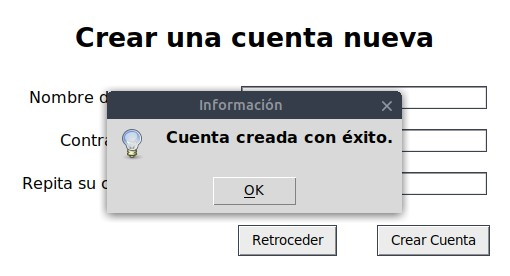 Crear una cuenta nueva
Información
Nombre d
Cuenta creada con éxito.
Contra
Repita su
OK
Retroceder
Crear Cuenta